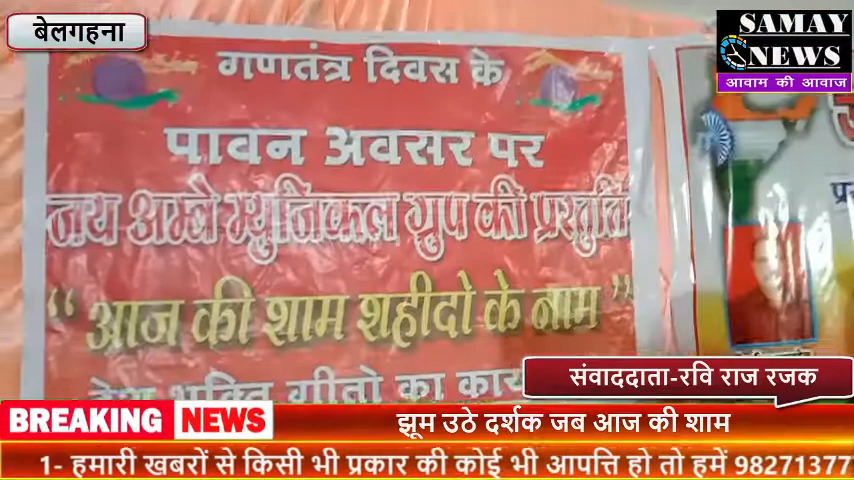 बेलगहना
SAMAY
NEWS
आवाम की आवाज
गणतंत्र दिवस के
पावन अवसर पर
जय अम्बे म्युजिकल ग्रुप की प्रस्तुति
“ आज की शाम शहीदो के नाम ”
देश भक्ति गीतो का कार्य
संवाददाता-रवि राज रजक
BREAKING NEWS
झूम उठे दर्शक जब आज की शाम
1- हमारी खबरों से किसी भी प्रकार की कोई भी आपत्ति हो तो हमें 98271377